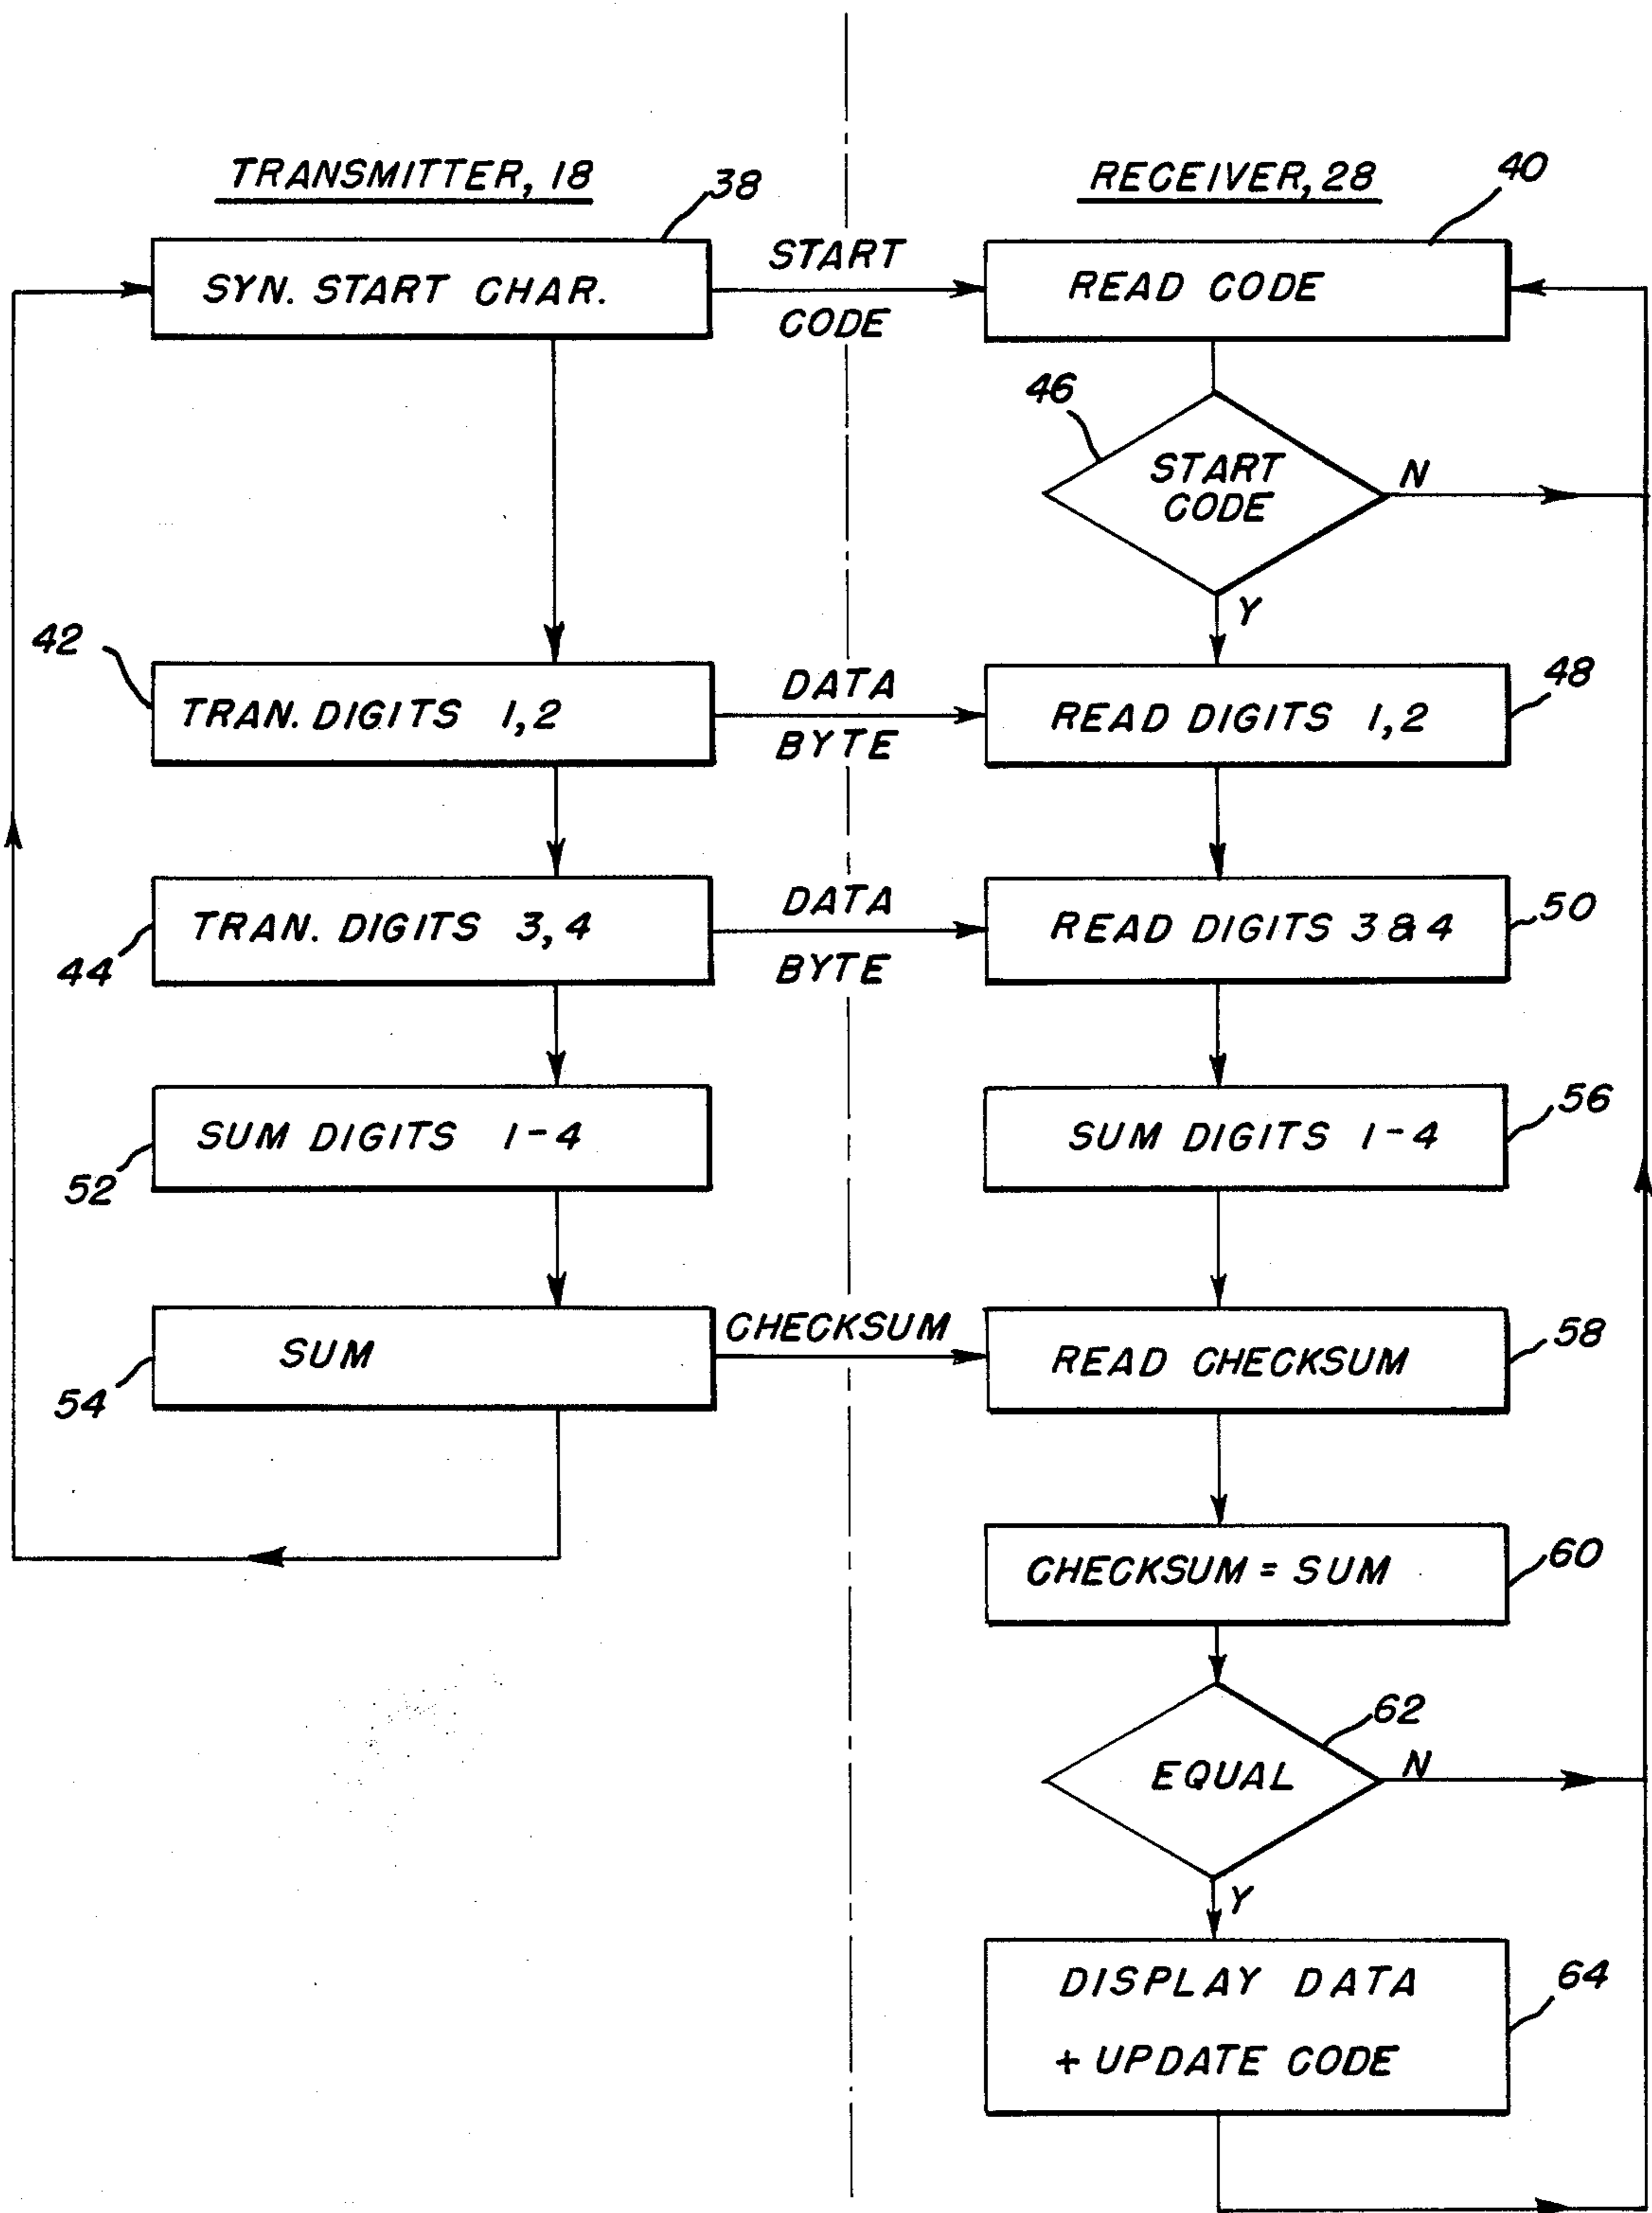 TRANSMITTER, 18
RECEIVER, 28
38
40
SYN. START CHAR.
START
CODE
READ CODE
46
START
CODE
N
Y
42
TRAN. DIGITS 1,2
DATA
BYTE
READ DIGITS 1,2
48
44
TRAN. DIGITS 3,4
DATA
BYTE
READ DIGITS 3&4
50
52
SUM DIGITS 1-4
SUM DIGITS 1-4
56
54
SUM
CHECKSUM
READ CHECKSUM
58
CHECKSUM = SUM
60
62
EQUAL
N
Y
DISPLAY DATA
+ UPDATE CODE
64